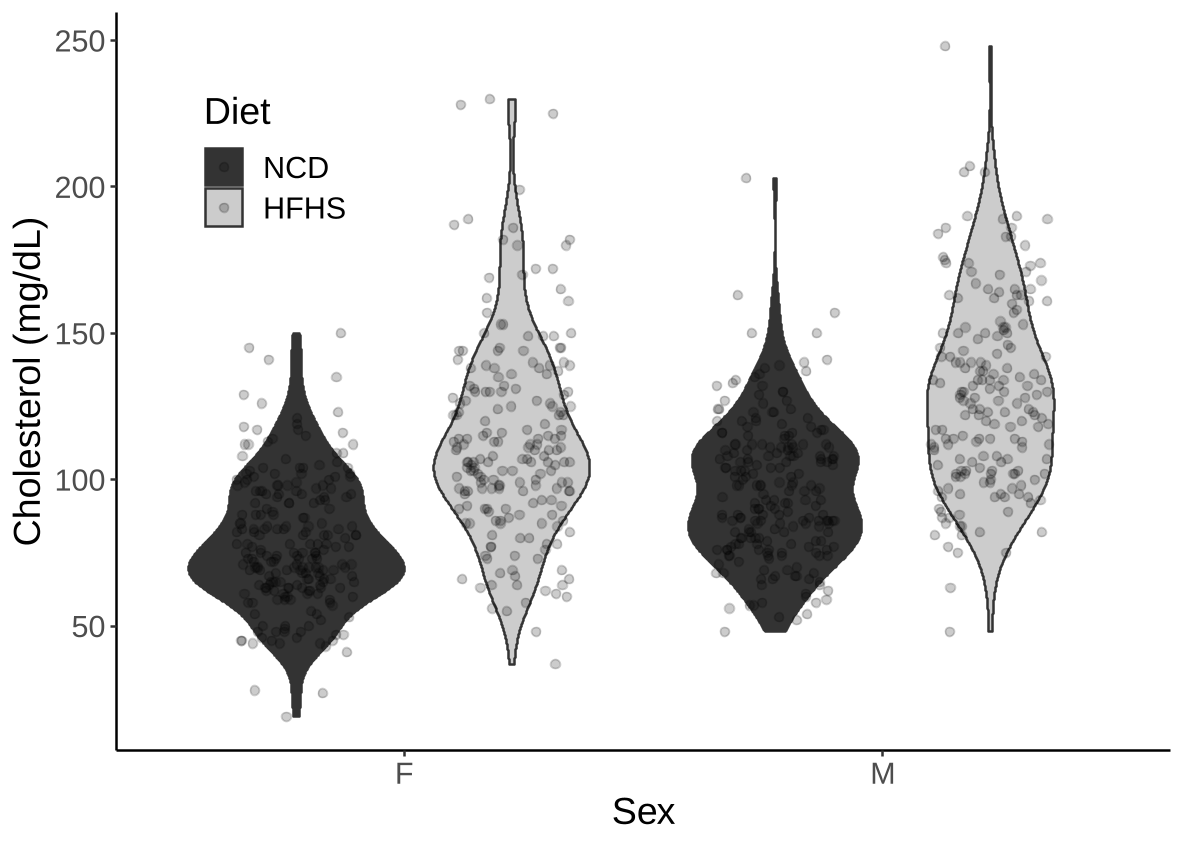 250
200
150
100
50
Cholesterol (mg/dL)
Diet
NCD
HFHS
F
M
Sex